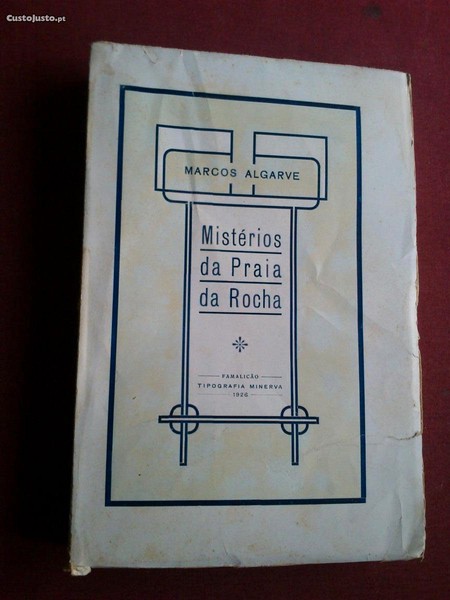 CustoJusto.pt
MARCOS ALGARVE
Mistérios
da Praia
da Rocha
FAMALICÃO
TIPOGRAFIA MINERVA
1926